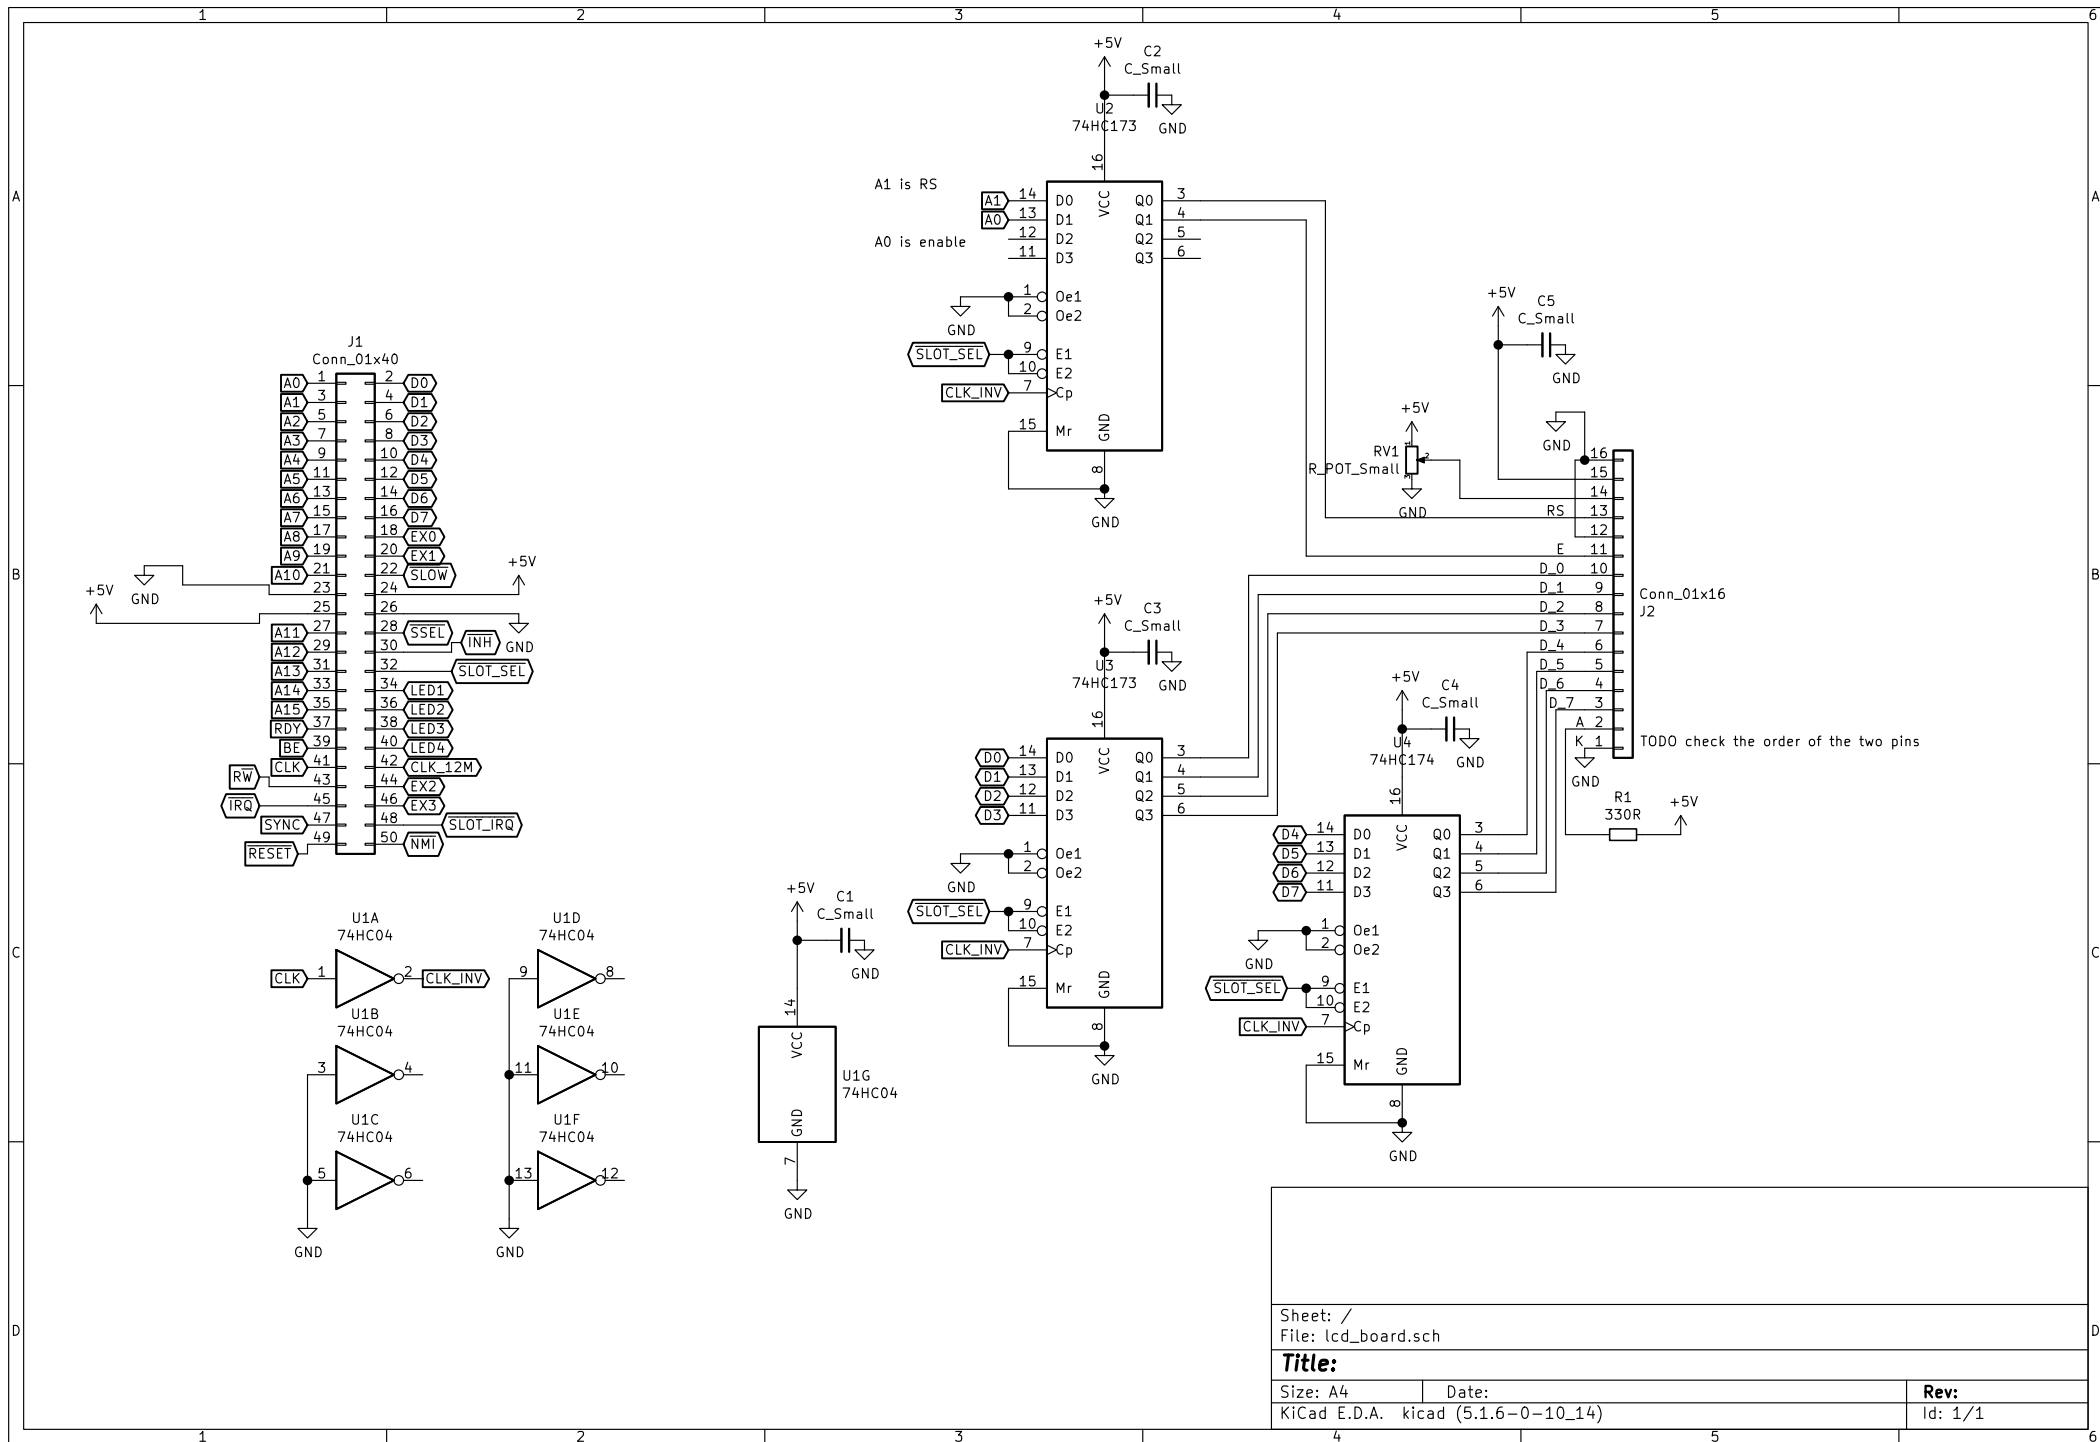 1 2 3 4 5 6
A
B
C
D
A
B
C
D
1 2 3 4 5 6
J1
Conn_01x40
A0 1 2 D0
A1 3 4 D1
A2 5 6 D2
A3 7 8 D3
A4 9 10 D4
A5 11 12 D5
A6 13 14 D6
A7 15 16 D7
A8 17 18 EX0
A9 19 20 EX1
A10 21 22 SLOW
GND 23 24 +5V
+5V 25 26 GND
A11 27 28 SSEL
A12 29 30 INH
A13 31 32 SLOT_SEL
A14 33 34 LED1
A15 35 36 LED2
RDY 37 38 LED3
BE 39 40 LED4
CLK 41 42 CLK_12M
RW 43 44 EX2
IRQ 45 46 EX3
SYNC 47 48 SLOT_IRQ
RESET 49 50 NMI
U1A
74HC04
CLK 1 2 CLK_INV
U1B
74HC04
3 4
U1C
74HC04
5 6
GND
U1D
74HC04
9 8
U1E
74HC04
11 10
U1F
74HC04
13 12
GND
+5V
C1
C_Small
GND
14
VCC
U1G
74HC04
GND
7
GND
+5V
C2
C_Small
GND
U2
74HC173
16
VCC
A1 is RS
A0 is enable
A1 14 D0 Q0 3
A0 13 D1 Q1 4
12 D2 Q2 5
11 D3 Q3 6
GND
1 Oe1
2 Oe2
SLOT_SEL 9 E1
10 E2
CLK_INV 7 Cp
15 Mr
GND
8
GND
+5V
C3
C_Small
GND
U3
74HC173
16
VCC
D0 14 D0 Q0 3
D1 13 D1 Q1 4
D2 12 D2 Q2 5
D3 11 D3 Q3 6
GND
1 Oe1
2 Oe2
SLOT_SEL 9 E1
10 E2
CLK_INV 7 Cp
15 Mr
GND
8
GND
+5V
C4
C_Small
GND
U4
74HC174
16
VCC
D4 14 D0 Q0 3
D5 13 D1 Q1 4
D6 12 D2 Q2 5
D7 11 D3 Q3 6
GND
1 Oe1
2 Oe2
SLOT_SEL 9 E1
10 E2
CLK_INV 7 Cp
15 Mr
GND
8
GND
+5V
C5
C_Small
GND
+5V
RV1
R_POT_Small
1
2
3
GND
GND
16
15
14
RS 13
12
E 11
D_0 10
D_1 9
D_2 8
D_3 7
D_4 6
D_5 5
D_6 4
D_7 3
A 2
K 1
Conn_01x16
J2
TODO check the order of the two pins
GND
R1
330R
+5V
Sheet: /
File: lcd_board.sch
Title:
Size: A4 Date: Rev:
KiCad E.D.A. kicad (5.1.6-0-10_14) Id: 1/1